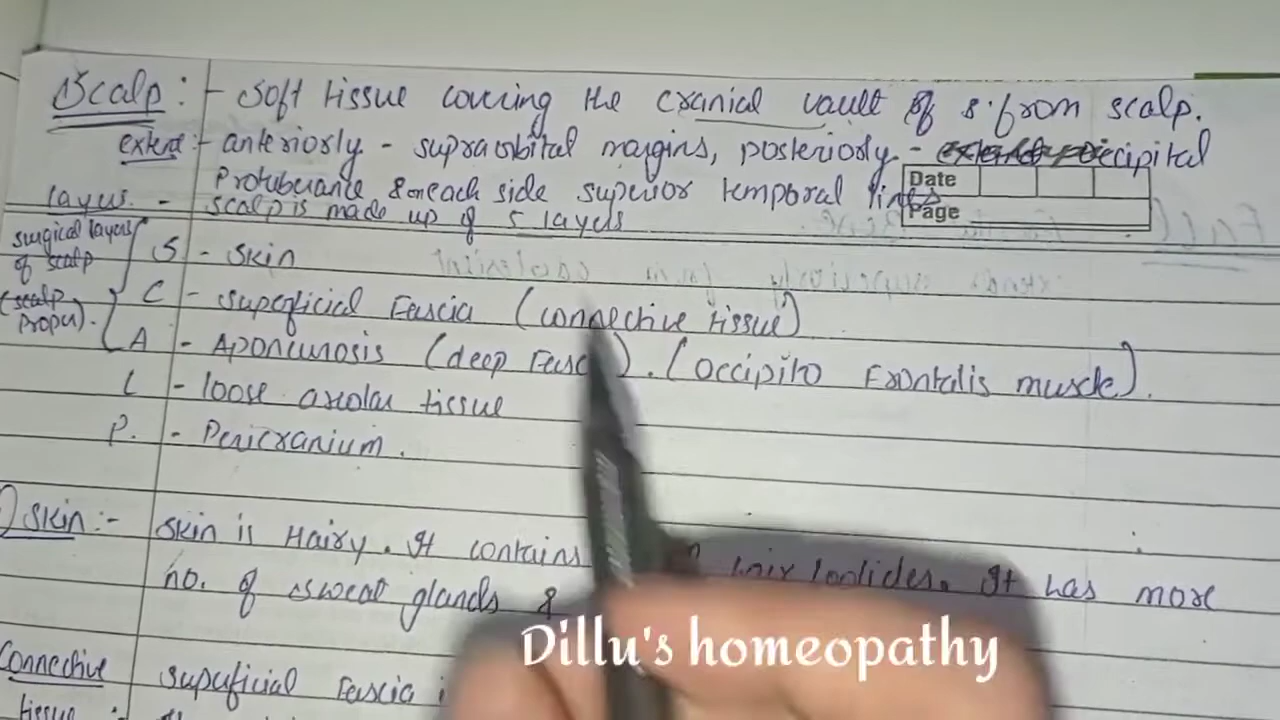 Scalp :- Soft tissue covering the cranial vault of s. from scalp.
extent :- anteriorly - supraorbital margins, posteriorly - occipital
Protuberance & on each side superior temporal lines
Date
Page
layers - scalp is made up of 5 layers
surgical layers of scalp (scalp proper).
S - Skin
C - superficial Fascia (connective tissue)
A - Aponeurosis (deep Fascia). (occipito Frontalis muscle).
L - loose areolar tissue
P. - Pericranium.
1) Skin :- skin is Hairy. It contains hair follicles. It has more
no. of sweat glands &
Connective tissue :- superficial Fascia
Dillu's homeopathy